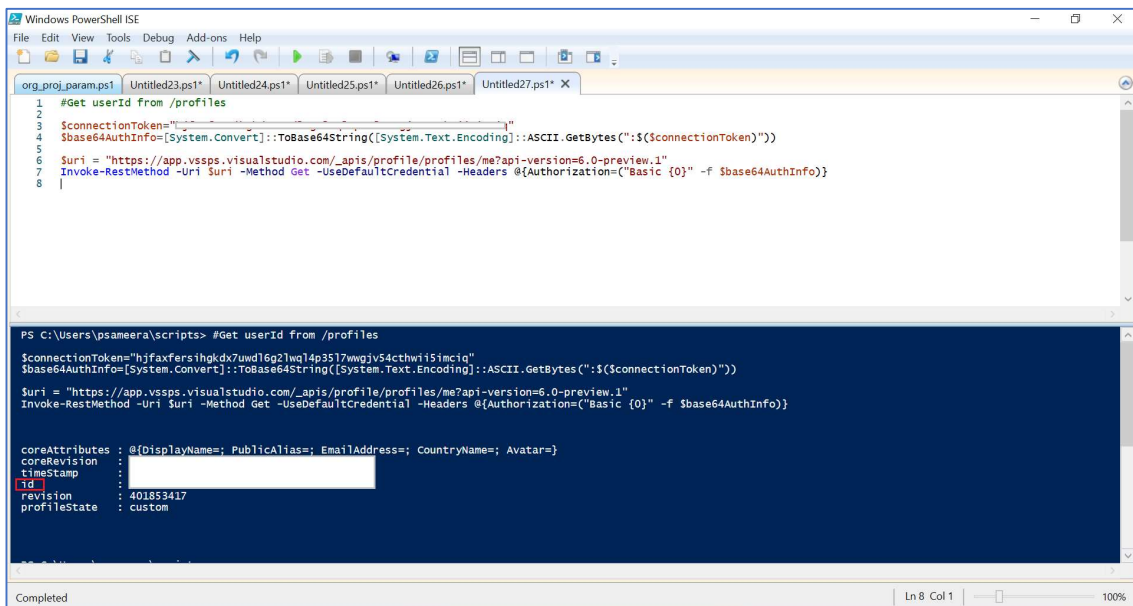 Windows PowerShell ISE
File Edit View Tools Debug Add-ons Help
org_proj_param.ps1 Untitled23.ps1* Untitled24.ps1* Untitled25.ps1* Untitled26.ps1* Untitled27.ps1* X
1 #Get userId from /profiles
2
3 $connectionToken="
4 $base64AuthInfo=[System.Convert]::ToBase64String([System.Text.Encoding]::ASCII.GetBytes(":$($connectionToken)"))
5
6 $uri = "https://app.vssps.visualstudio.com/_apis/profile/profiles/me?api-version=6.0-preview.1"
7 Invoke-RestMethod -Uri $uri -Method Get -UseDefaultCredential -Headers @{Authorization=("Basic {0}" -f $base64AuthInfo)}
8
PS C:\Users\psameera\scripts> #Get userId from /profiles
$connectionToken="hjfaxfersihgkdx7uwdl6g2lwql4p35l7wwgjv54cthwii5imciq"
$base64AuthInfo=[System.Convert]::ToBase64String([System.Text.Encoding]::ASCII.GetBytes(":$($connectionToken)"))
$uri = "https://app.vssps.visualstudio.com/_apis/profile/profiles/me?api-version=6.0-preview.1"
Invoke-RestMethod -Uri $uri -Method Get -UseDefaultCredential -Headers @{Authorization=("Basic {0}" -f $base64AuthInfo)}
coreAttributes : @{DisplayName=; PublicAlias=; EmailAddress=; CountryName=; Avatar=}
coreRevision :
timeStamp :
id :
revision : 401853417
profileState : custom
Completed
Ln 8 Col 1
100%